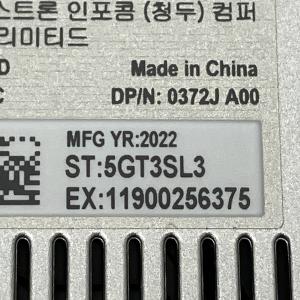 스트론 인포콤 (청두) 컴퍼
리미티드
D Made in China
C DP/N: 0372J A00
MFG YR:2022
ST:5GT3SL3
EX:11900256375